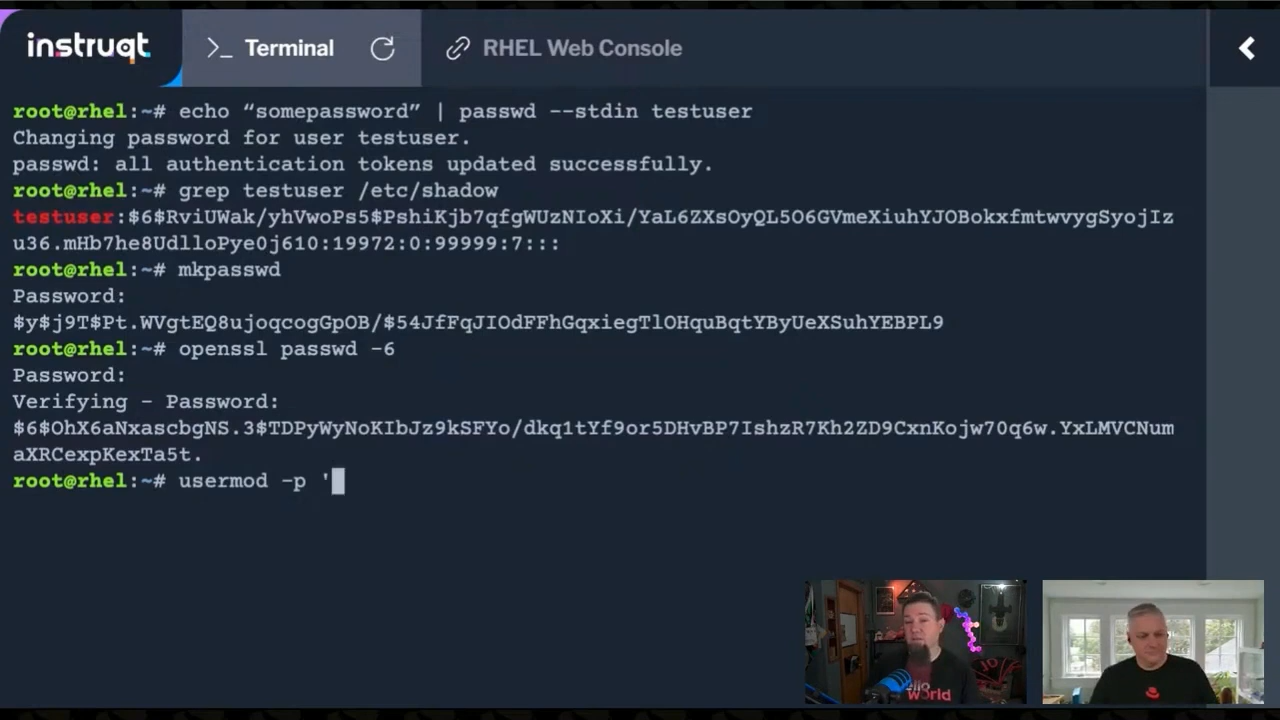 instruqt
>_ Terminal
RHEL Web Console
root@rhel:~# echo “somepassword” | passwd --stdin testuser
Changing password for user testuser.
passwd: all authentication tokens updated successfully.
root@rhel:~# grep testuser /etc/shadow
testuser:$6$RviUWak/yhVwoPs5$PshiKjb7qfgWUzNIoXi/YaL6ZXsOyQL5O6GVmeXiuhYJOBokxfmtwvygSyojIz
u36.mHb7he8UdlloPye0j610:19972:0:99999:7:::
root@rhel:~# mkpasswd
Password:
$y$j9T$Pt.WVgtEQ8ujoqcogGpOB/$54JfFqJIOdFFhGqxiegTlOHquBqtYByUeXSuhYEBPL9
root@rhel:~# openssl passwd -6
Password:
Verifying - Password:
$6$OhX6aNxascbgNS.3$TDPyWyNoKIbJz9kSFYo/dkq1tYf9or5DHvBP7IshzR7Kh2ZD9CxnKojw70q6w.YxLMVCNum
aXRCexpKexTa5t.
root@rhel:~# usermod -p '
world